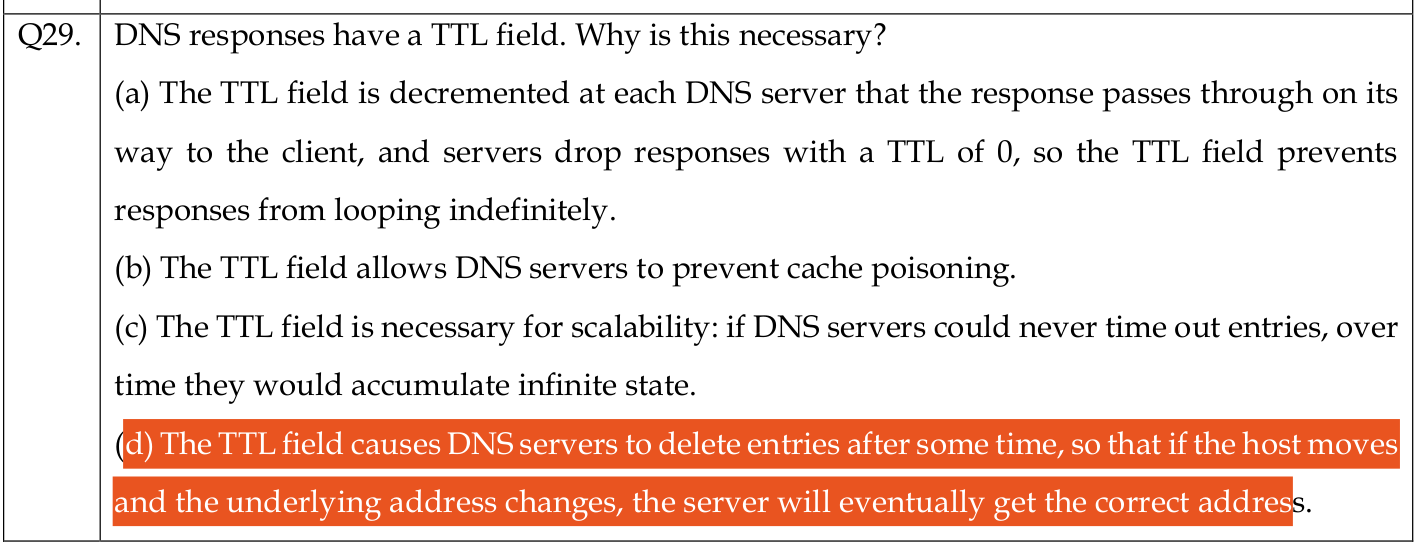 Q29. DNS responses have a TTL field. Why is this necessary?
(a) The TTL field is decremented at each DNS server that the response passes through on its
way to the client, and servers drop responses with a TTL of 0, so the TTL field prevents
responses from looping indefinitely.
(b) The TTL field allows DNS servers to prevent cache poisoning.
(c) The TTL field is necessary for scalability: if DNS servers could never time out entries, over
time they would accumulate infinite state.
(d) The TTL field causes DNS servers to delete entries after some time, so that if the host moves
and the underlying address changes, the server will eventually get the correct address.